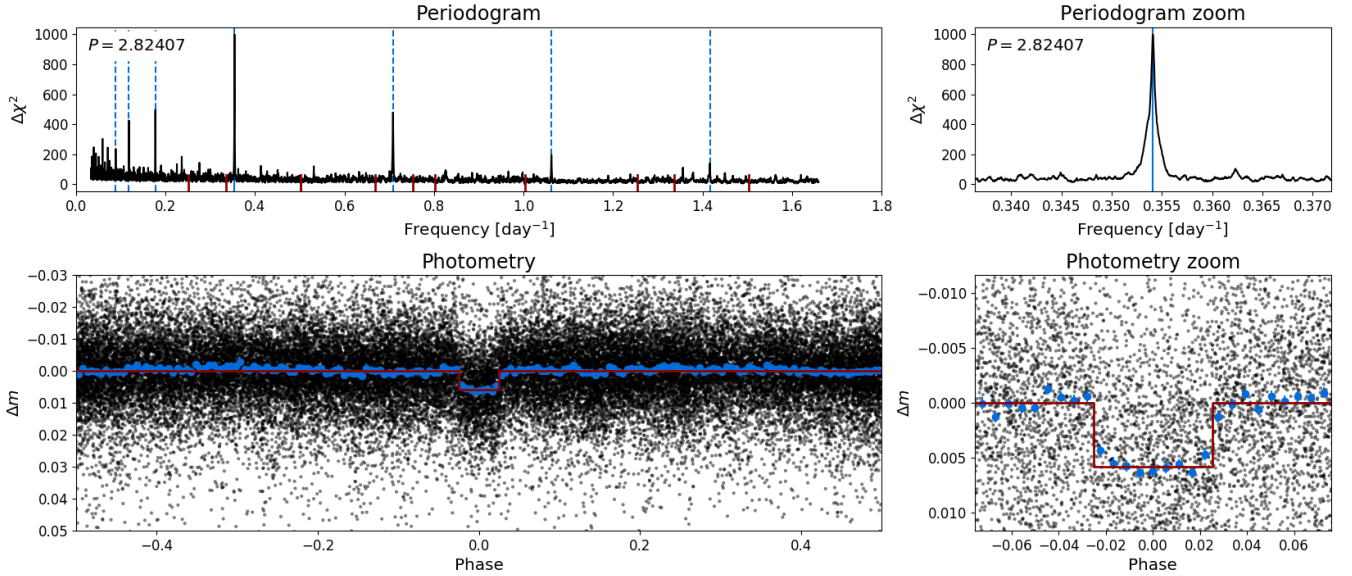 Periodogram
P = 2.82407
Δχ²
1000
800
600
400
200
0
0.0 0.2 0.4 0.6 0.8 1.0 1.2 1.4 1.6 1.8
Frequency [day⁻¹]
Periodogram zoom
P = 2.82407
Δχ²
1000
800
600
400
200
0
0.340 0.345 0.350 0.355 0.360 0.365 0.370
Frequency [day⁻¹]
Photometry
Δm
−0.03
−0.02
−0.01
0.00
0.01
0.02
0.03
0.04
0.05
−0.4 −0.2 0.0 0.2 0.4
Phase
Photometry zoom
Δm
−0.010
−0.005
0.000
0.005
0.010
−0.06 −0.04 −0.02 0.00 0.02 0.04 0.06
Phase